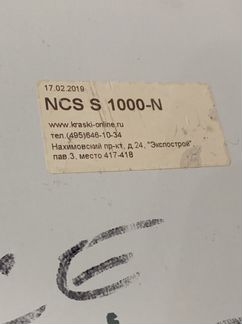 17.02.2019
NCS S 1000-N
www.kraski-online.ru
тел.(495)646-10-34
Нахимовский пр-кт, д.24, "Экспострой",
пав.3, место 417-418